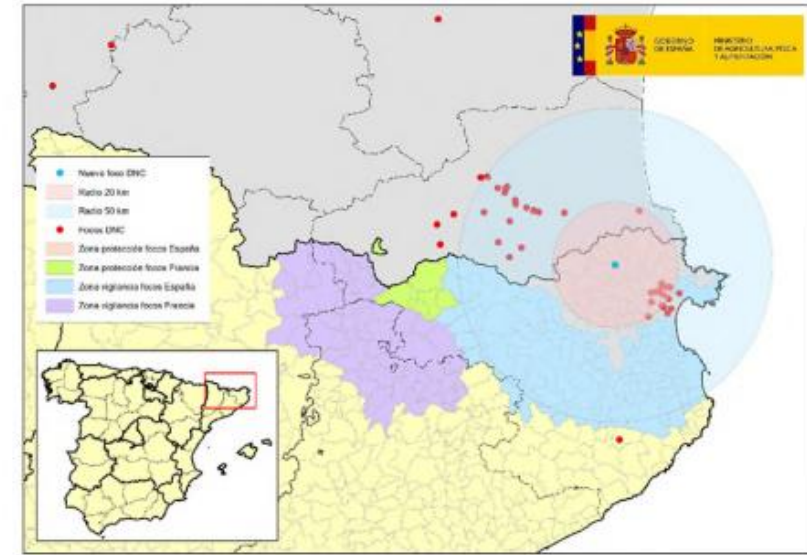 GOBIERNO
DE ESPAÑA
MINISTERIO
DE AGRICULTURA, PESCA
Y ALIMENTACIÓN
Nuevo foco DNC
Radio 20 km
Radio 50 km
Focos DNC
Zona protección focos España
Zona protección focos Francia
Zona vigilancia focos España
Zona vigilancia focos Francia